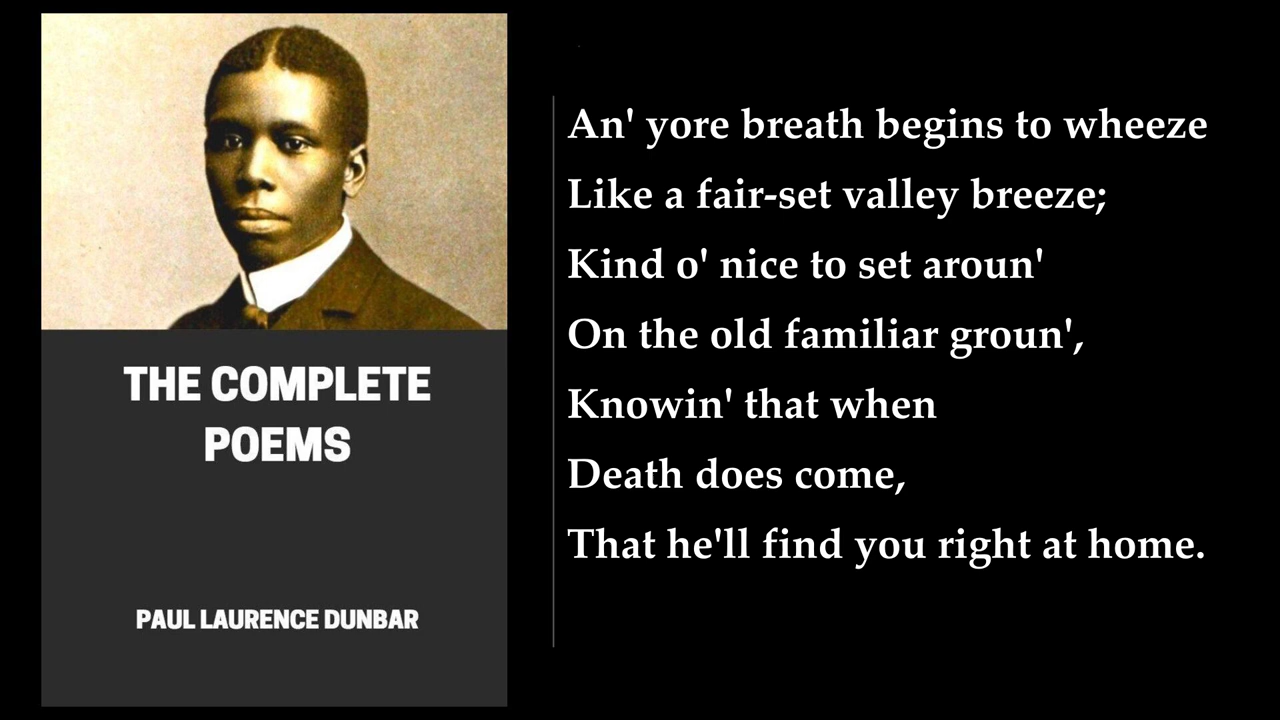 THE COMPLETE
POEMS
PAUL LAURENCE DUNBAR
An' yore breath begins to wheeze
Like a fair-set valley breeze;
Kind o' nice to set aroun'
On the old familiar groun',
Knowin' that when
Death does come,
That he'll find you right at home.